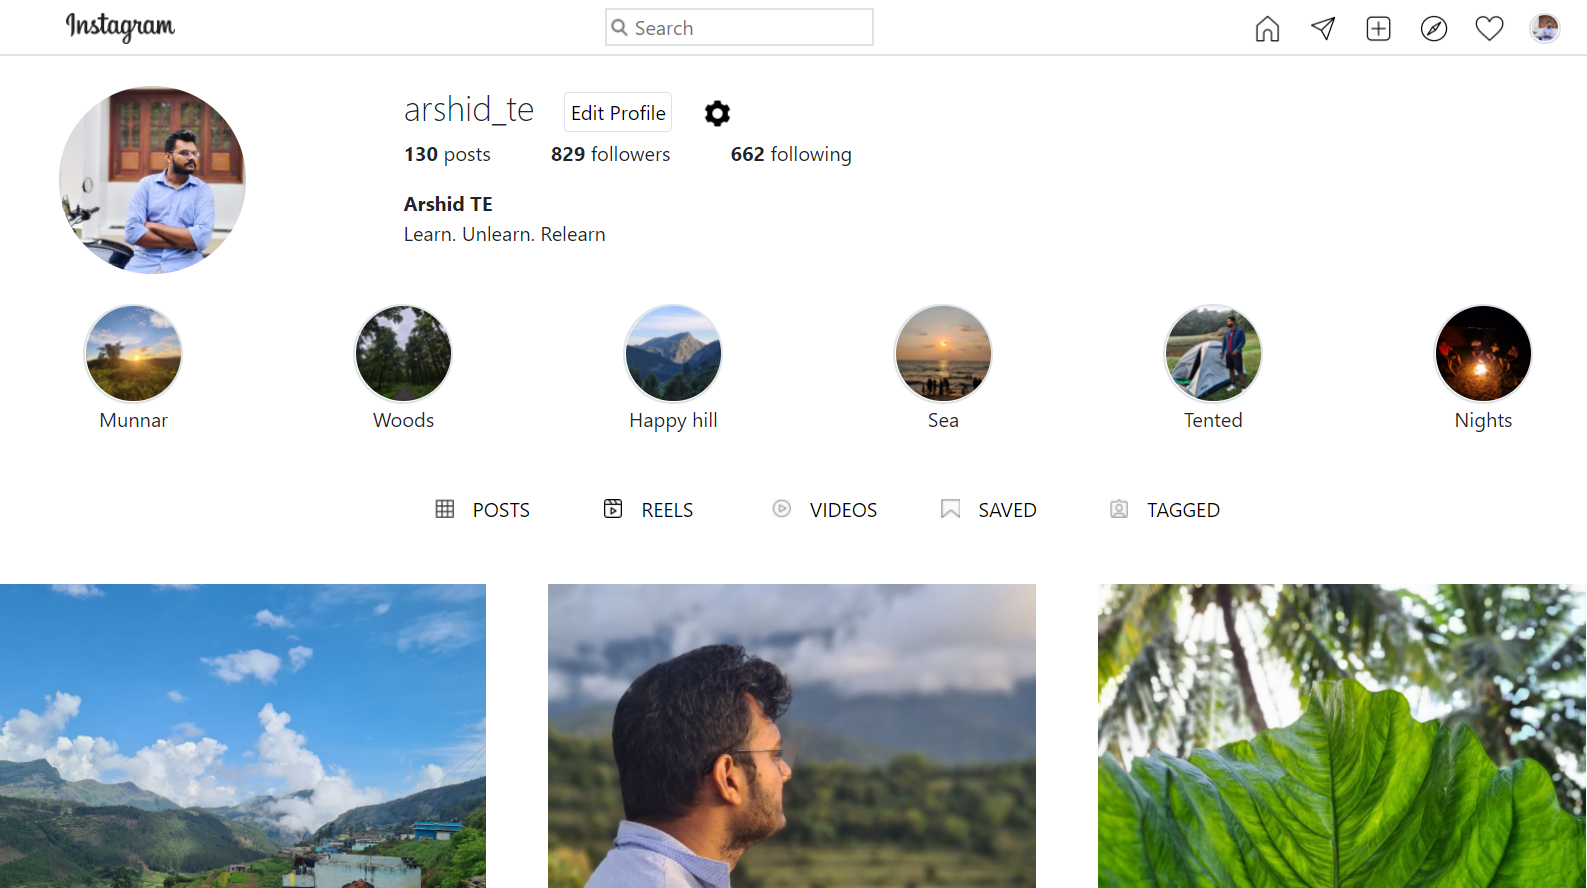 Instagram
Search
arshid_te
Edit Profile
130 posts
829 followers
662 following
Arshid TE
Learn. Unlearn. Relearn
Munnar
Woods
Happy hill
Sea
Tented
Nights
POSTS
REELS
VIDEOS
SAVED
TAGGED